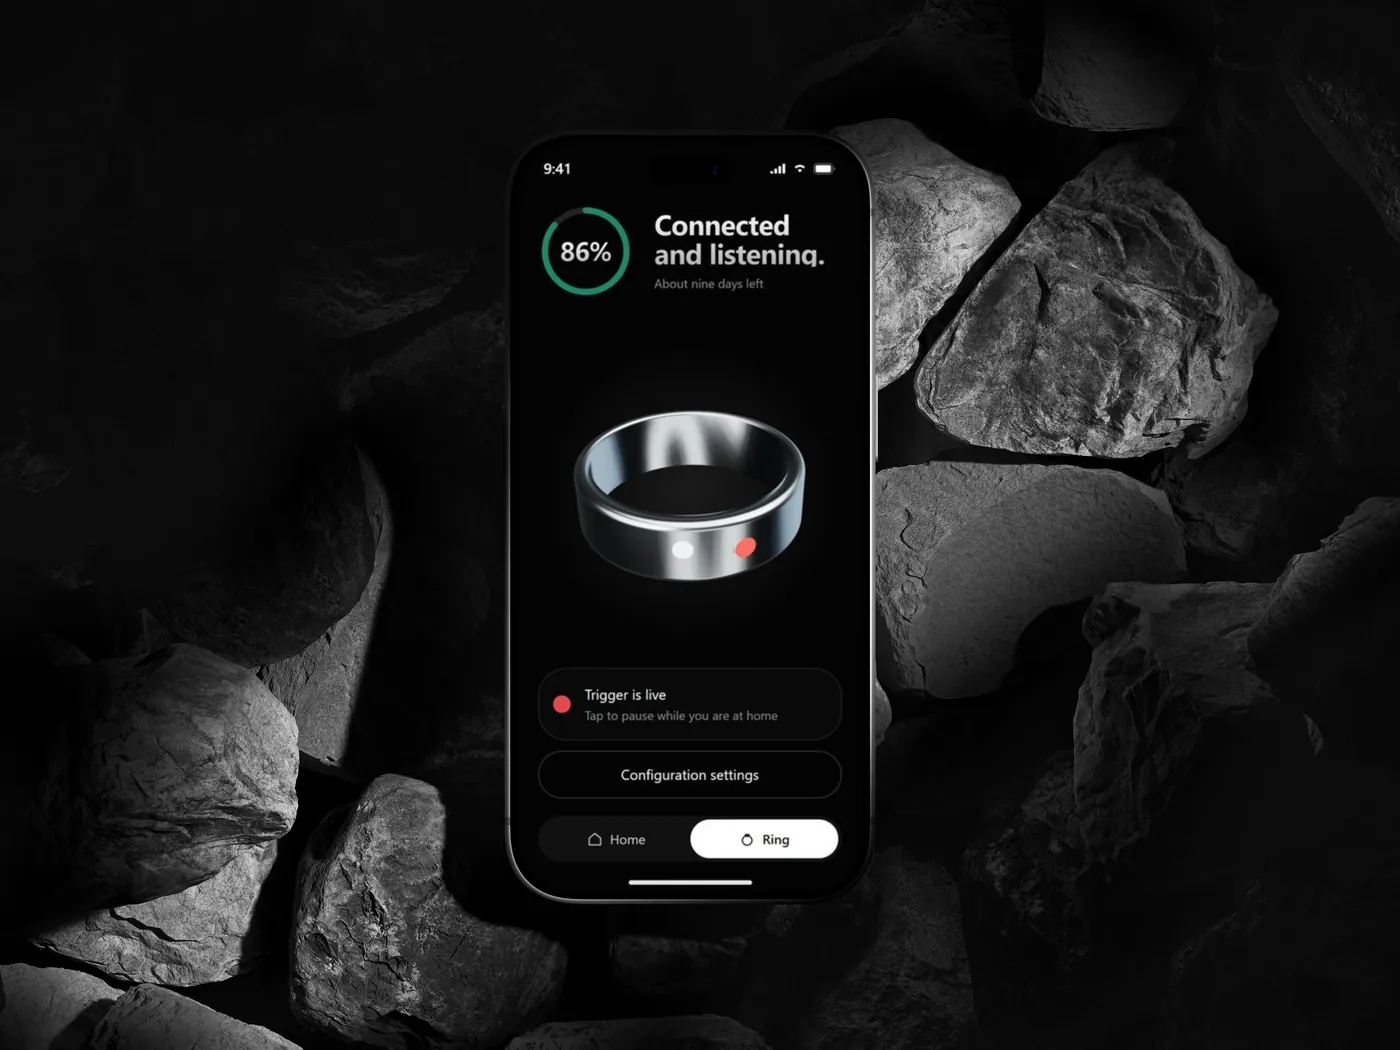 9:41
86%
Connected
and listening.
About nine days left
Trigger is live
Tap to pause while you are at home
Configuration settings
Home
Ring